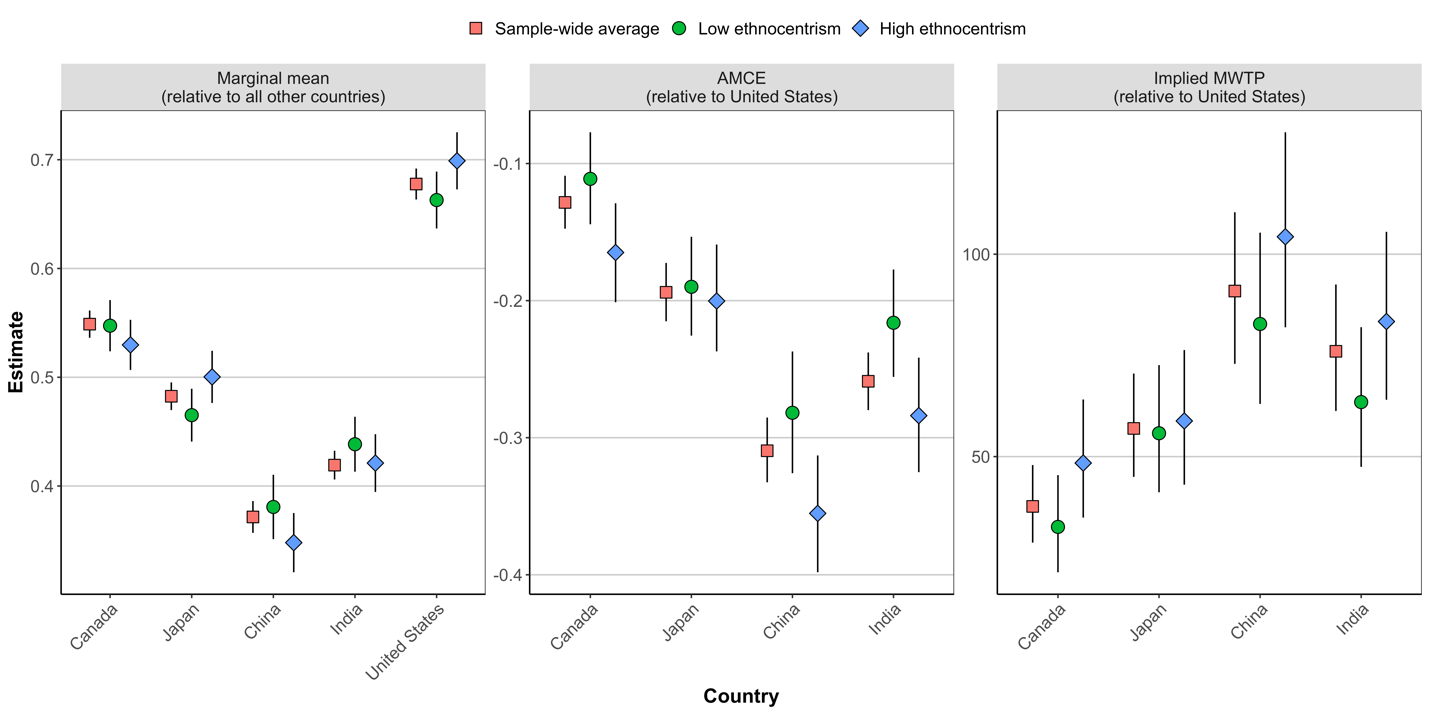 Sample-wide average Low ethnocentrism High ethnocentrism
Marginal mean
(relative to all other countries)
AMCE
(relative to United States)
Implied MWTP
(relative to United States)
Estimate
0.7
0.6
0.5
0.4
-0.1
-0.2
-0.3
-0.4
100
50
Canada
Japan
China
India
United States
Canada
Japan
China
India
Canada
Japan
China
India
Country